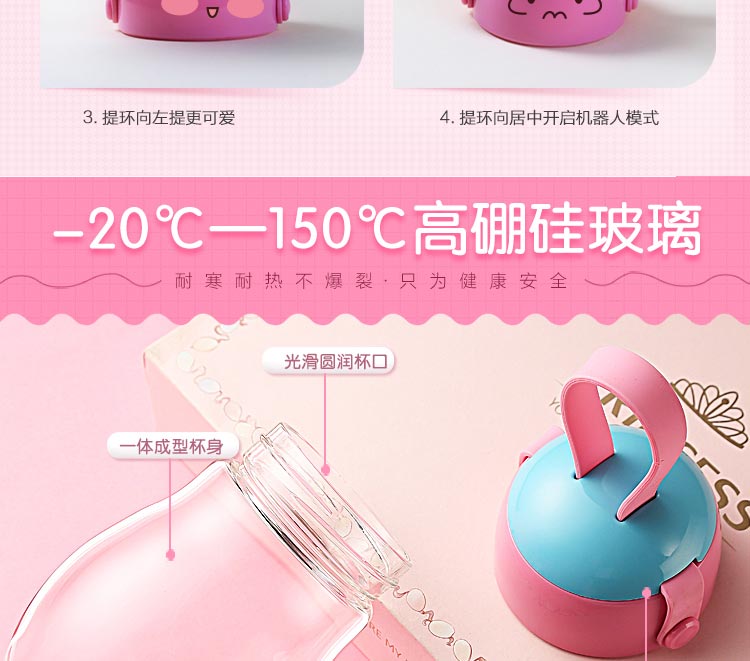 3. 提环向左提更可爱
4. 提环向居中开启机器人模式
-20℃—150℃高硼硅玻璃
耐寒耐热不爆裂·只为健康安全
光滑圆润杯口
一体成型杯身